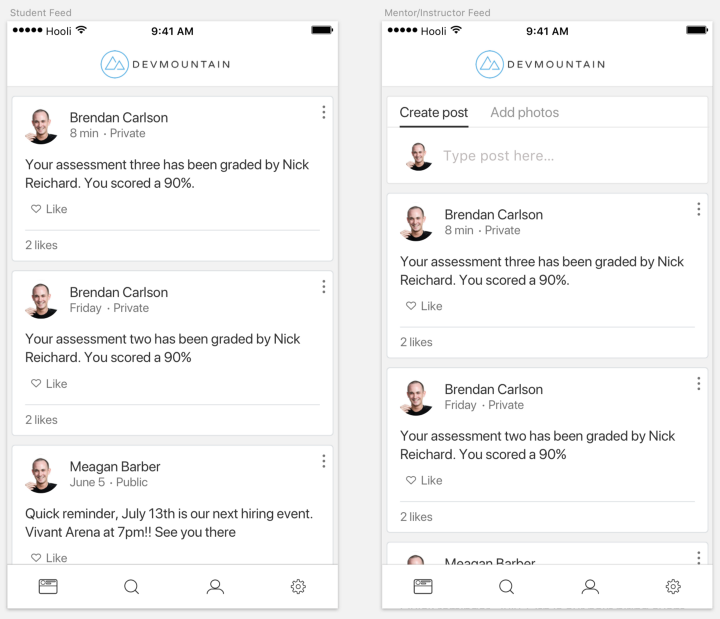 Student Feed
Hooli
9:41 AM
DEVMOUNTAIN
Brendan Carlson
8 min · Private
Your assessment three has been graded by Nick
Reichard. You scored a 90%.
Like
2 likes
Brendan Carlson
Friday · Private
Your assessment two has been graded by Nick
Reichard. You scored a 90%
Like
2 likes
Meagan Barber
June 5 · Public
Quick reminder, July 13th is our next hiring event.
Vivant Arena at 7pm!! See you there
Like
Mentor/Instructor Feed
Hooli
9:41 AM
DEVMOUNTAIN
Create post
Add photos
Type post here...
Brendan Carlson
8 min · Private
Your assessment three has been graded by Nick
Reichard. You scored a 90%.
Like
2 likes
Brendan Carlson
Friday · Private
Your assessment two has been graded by Nick
Reichard. You scored a 90%
Like
2 likes
Meagan Barber